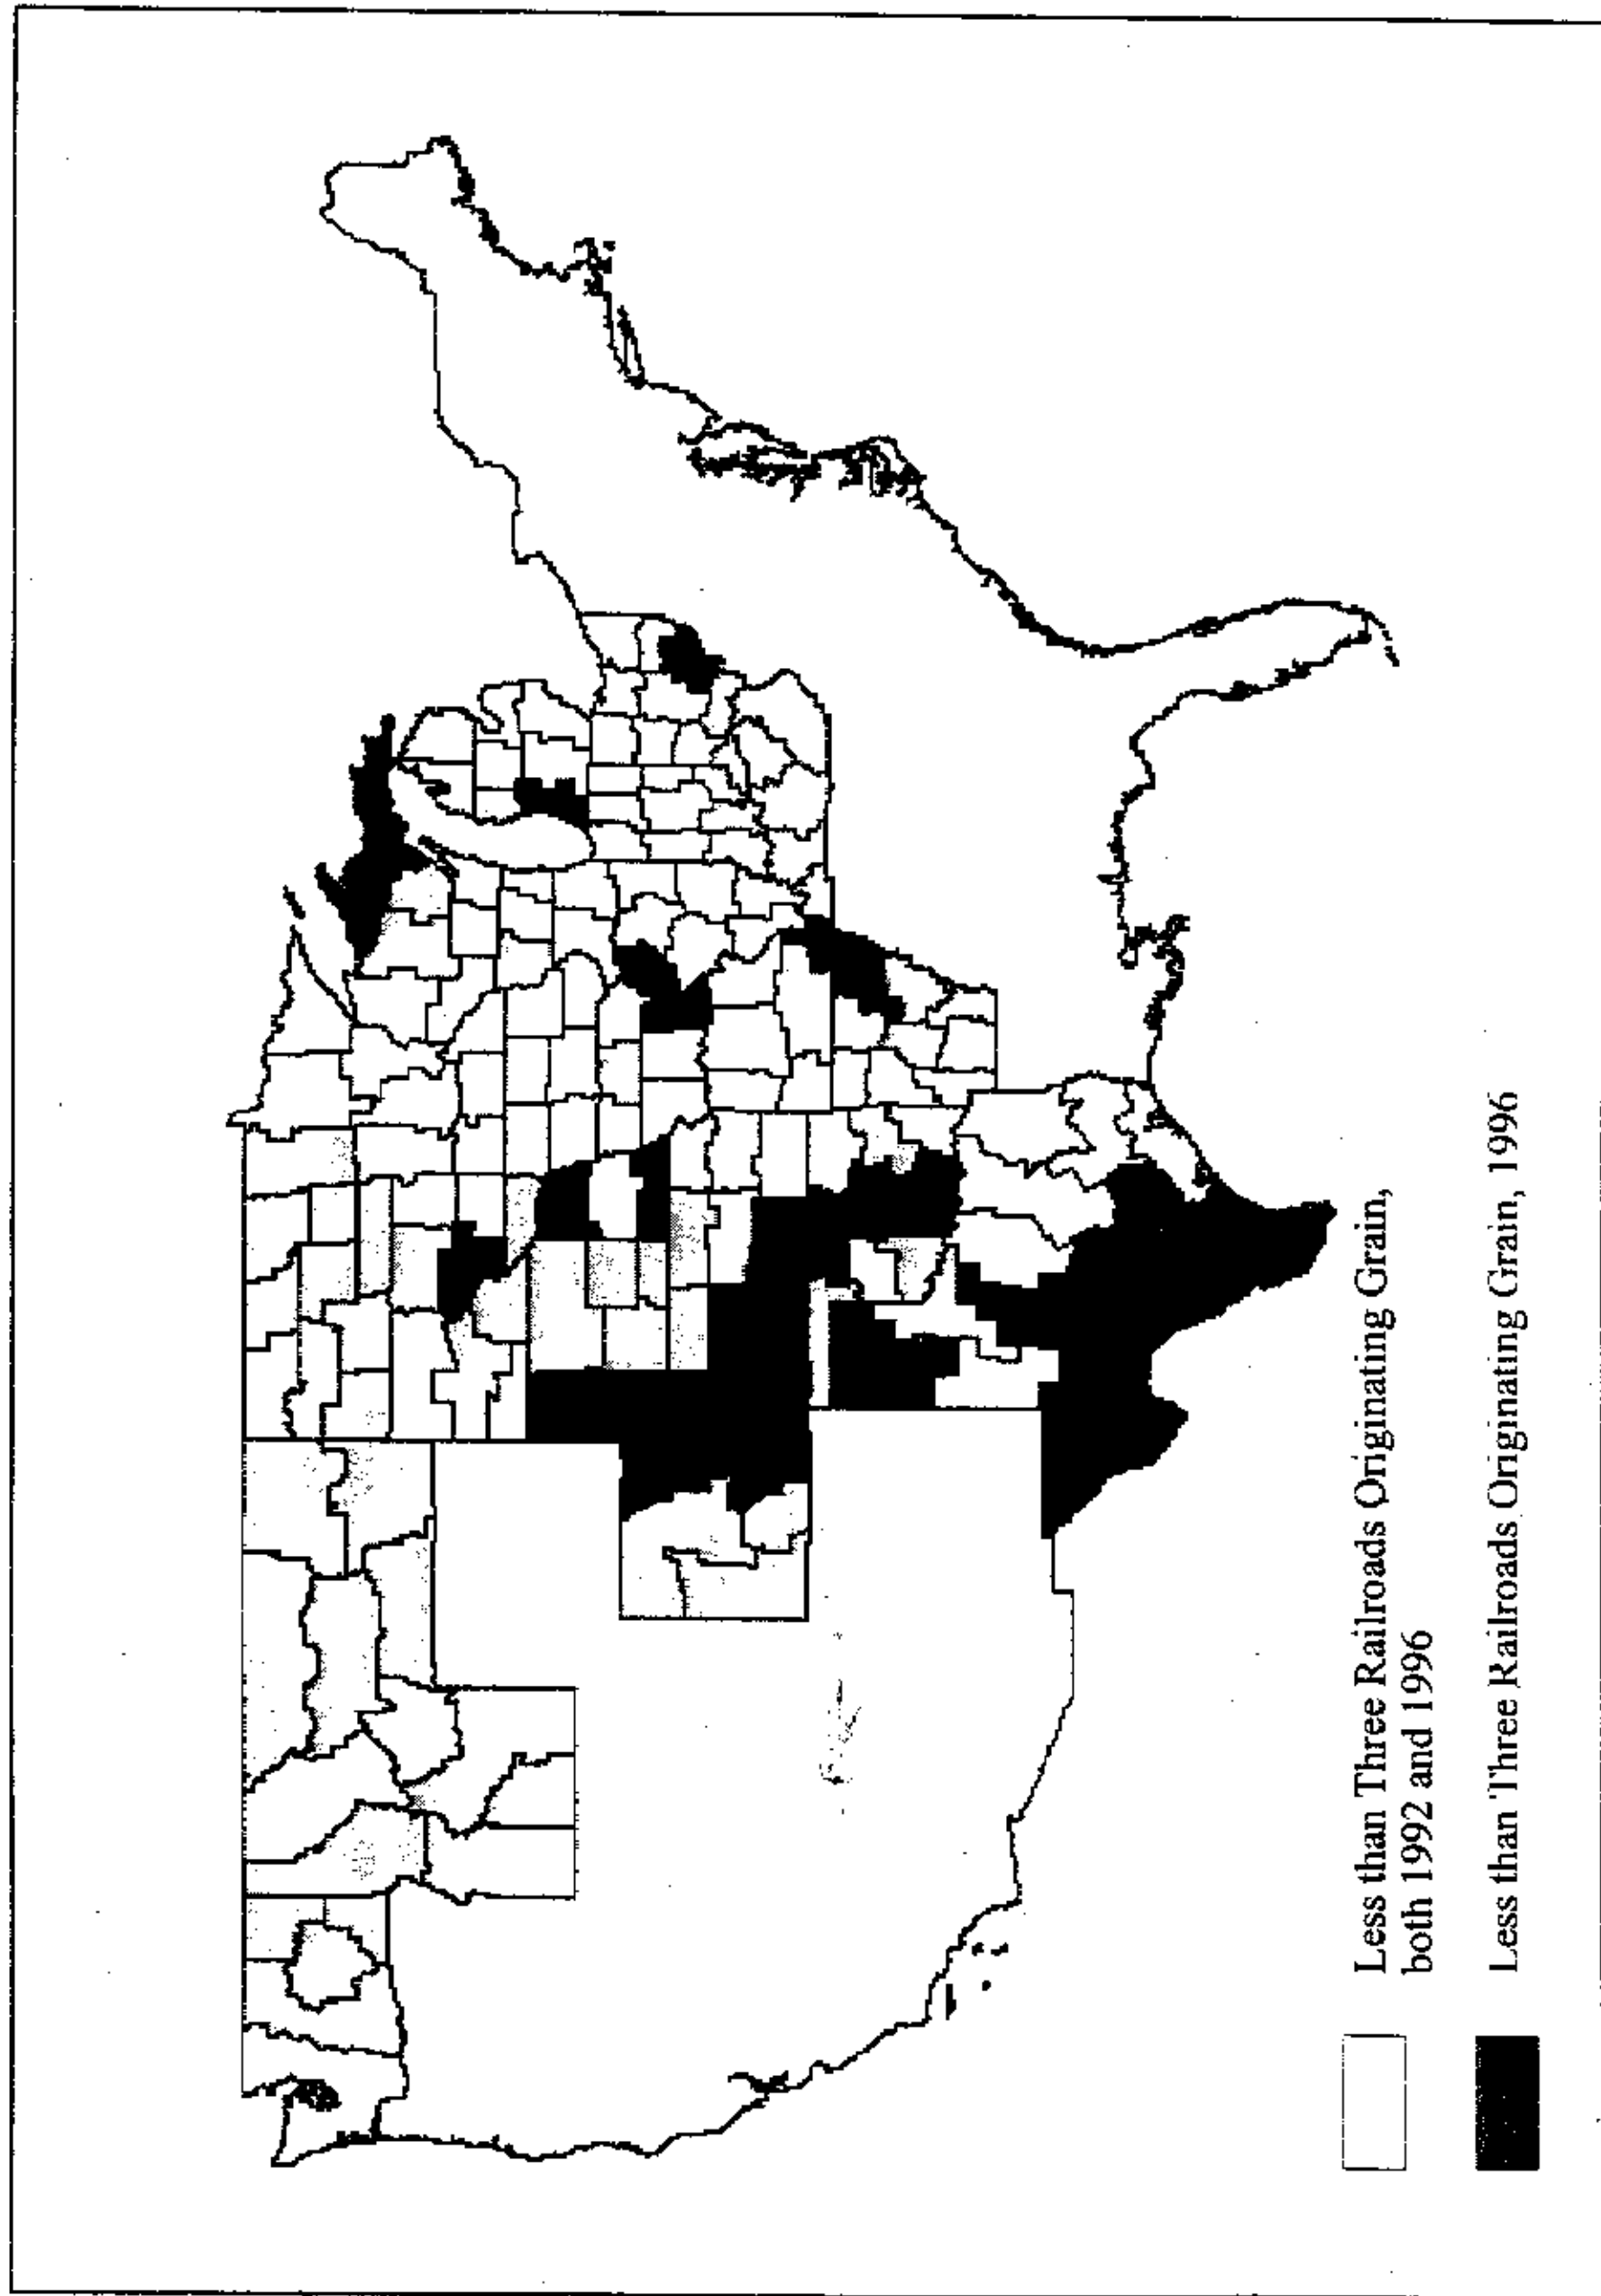 Less than Three Railroads Originating Grain,
both 1992 and 1996
Less than Three Railroads Originating Grain, 1996